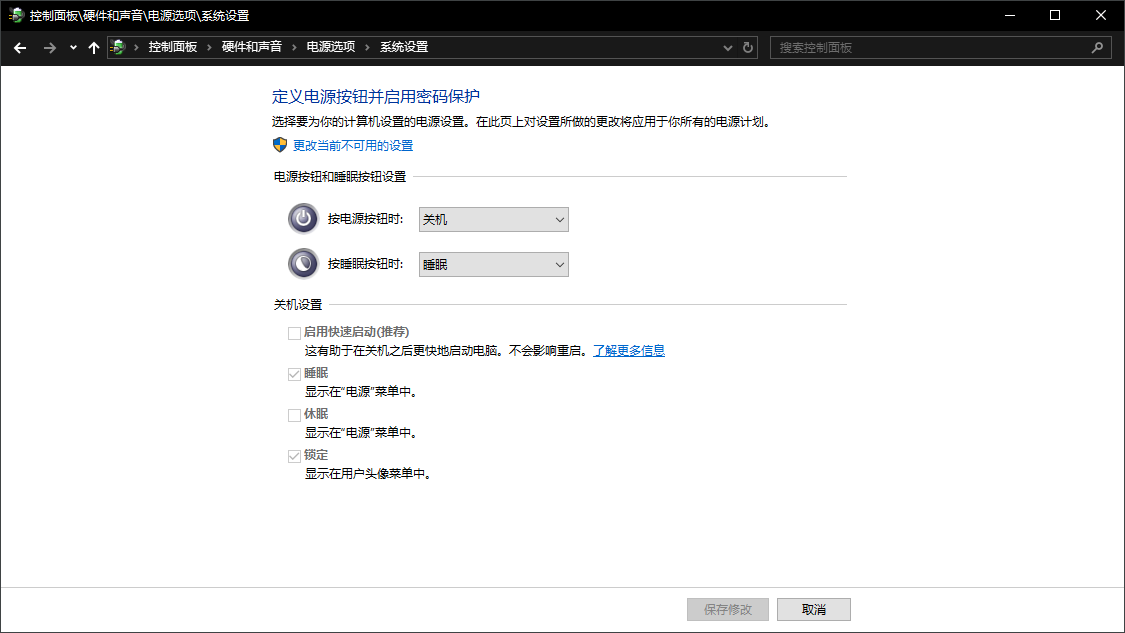 控制面板\硬件和声音\电源选项\系统设置
控制面板 › 硬件和声音 › 电源选项 › 系统设置
搜索控制面板
定义电源按钮并启用密码保护
选择要为你的计算机设置的电源设置。在此页上对设置所做的更改将应用于你所有的电源计划。
更改当前不可用的设置
电源按钮和睡眠按钮设置
按电源按钮时: 关机
按睡眠按钮时: 睡眠
关机设置
启用快速启动(推荐)
这有助于在关机之后更快地启动电脑。不会影响重启。了解更多信息
睡眠
显示在“电源”菜单中。
休眠
显示在“电源”菜单中。
锁定
显示在用户头像菜单中。
保存修改
取消